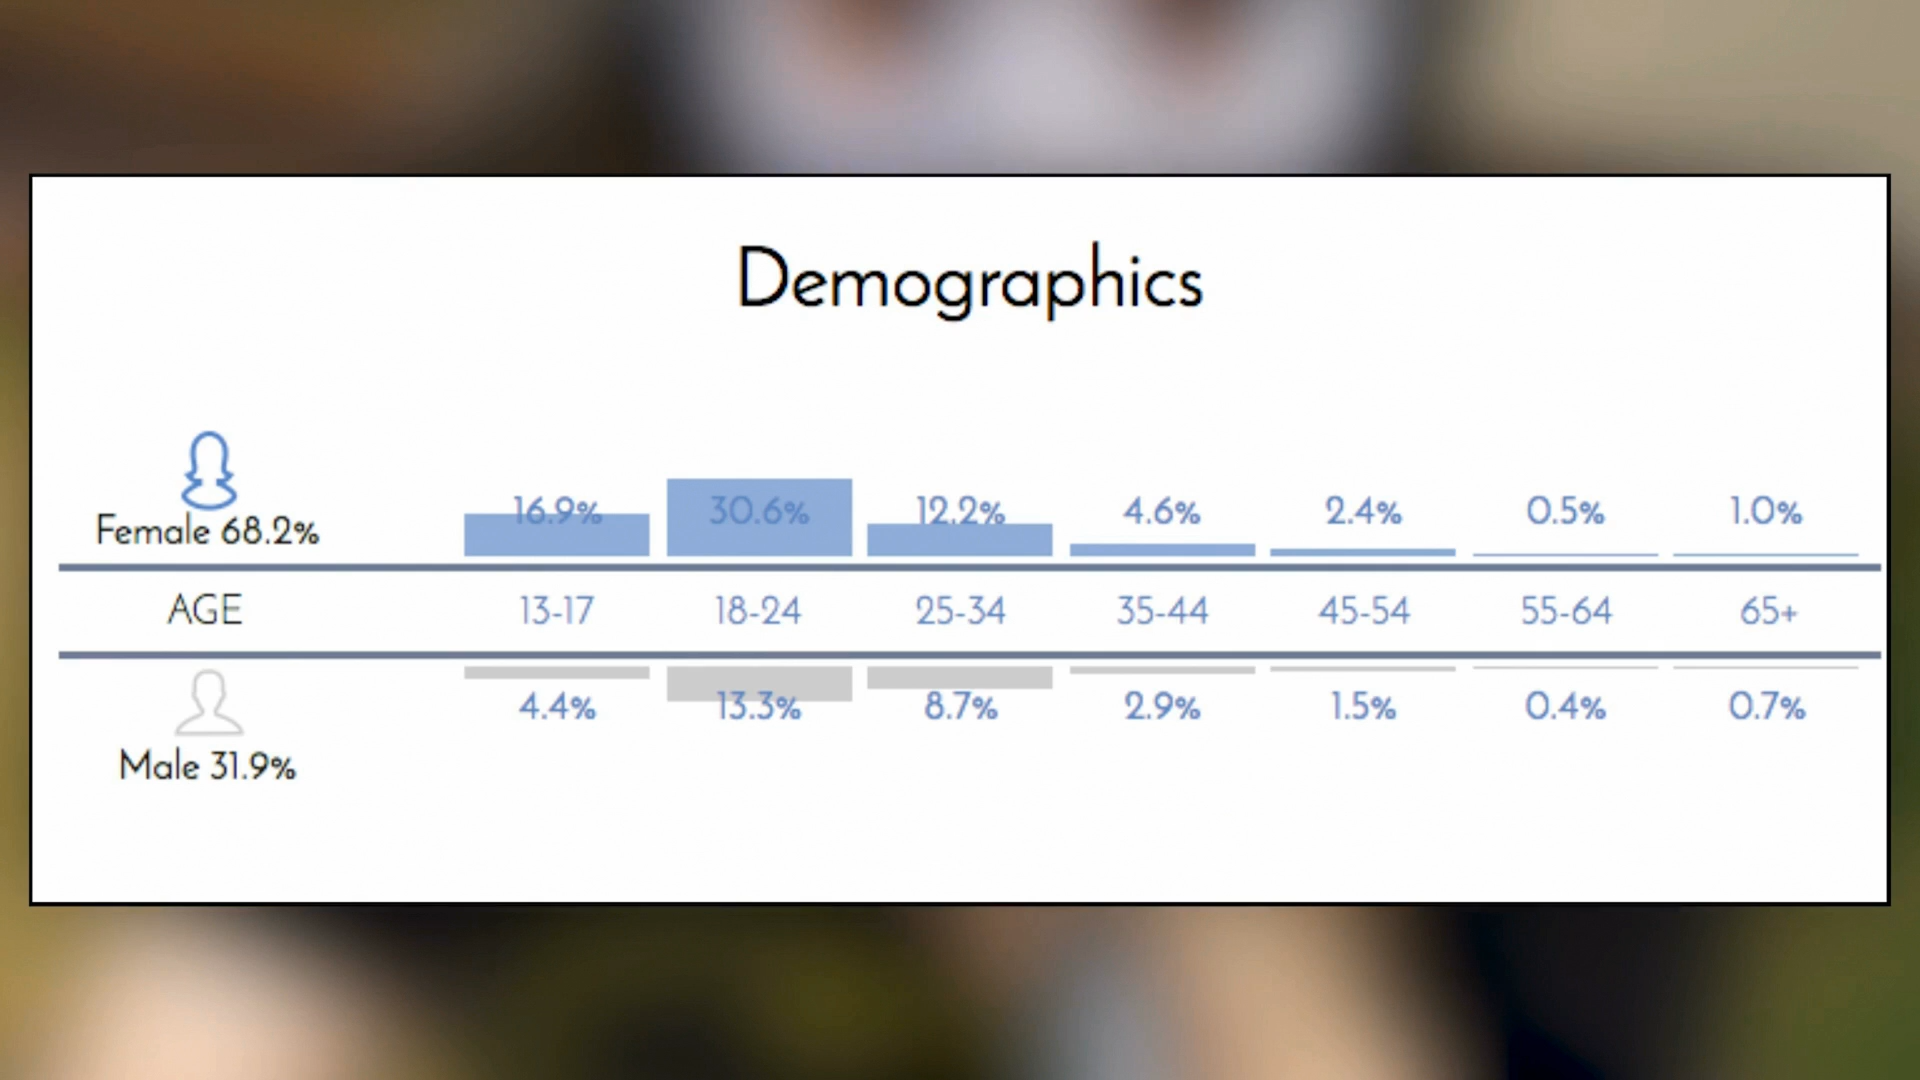 Demographics
16.9% 30.6% 12.2% 4.6% 2.4% 0.5% 1.0%
Female 68.2%
AGE 13-17 18-24 25-34 35-44 45-54 55-64 65+
4.4% 13.3% 8.7% 2.9% 1.5% 0.4% 0.7%
Male 31.9%